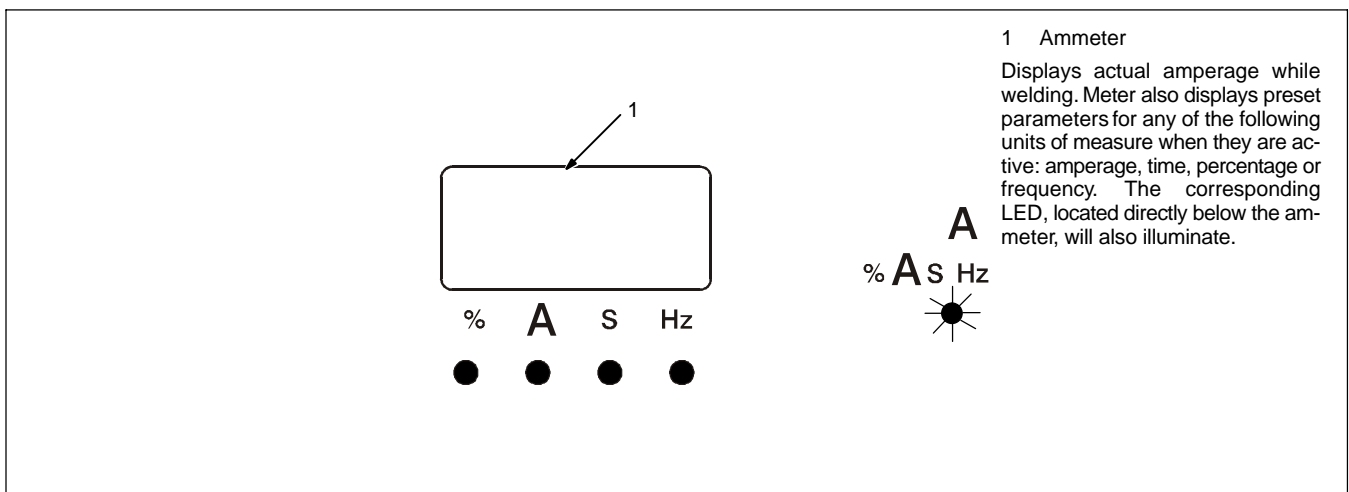 1 Ammeter
Displays actual amperage while
welding. Meter also displays preset
parameters for any of the following
units of measure when they are ac-
tive: amperage, time, percentage or
frequency. The corresponding
LED, located directly below the am-
meter, will also illuminate.
1
% A S Hz
A
% A S Hz